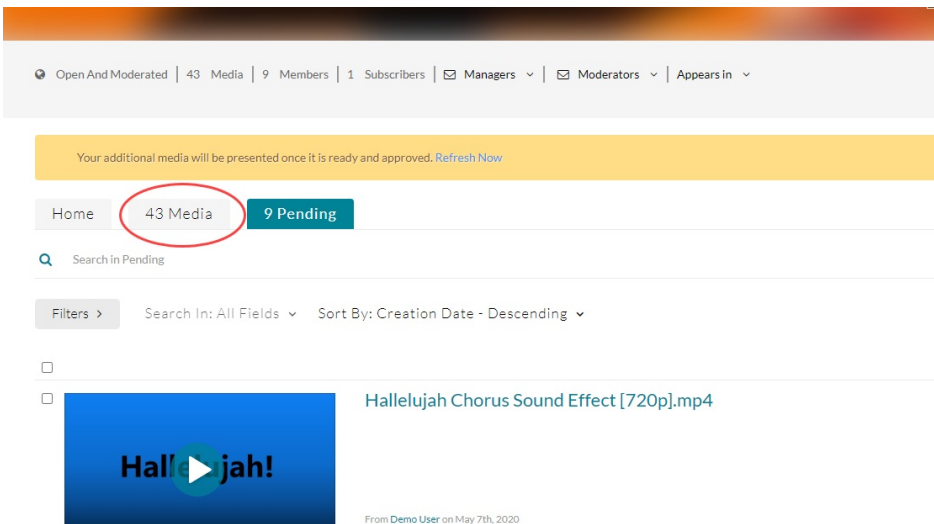 Open And Moderated | 43 Media | 9 Members | 1 Subscribers | Managers | Moderators | Appears in
Your additional media will be presented once it is ready and approved. Refresh Now
Home 43 Media 9 Pending
Search in Pending
Filters > Search In: All Fields Sort By: Creation Date - Descending
Hallelujah Chorus Sound Effect [720p].mp4
Hallelujah!
From Demo User on May 7th, 2020